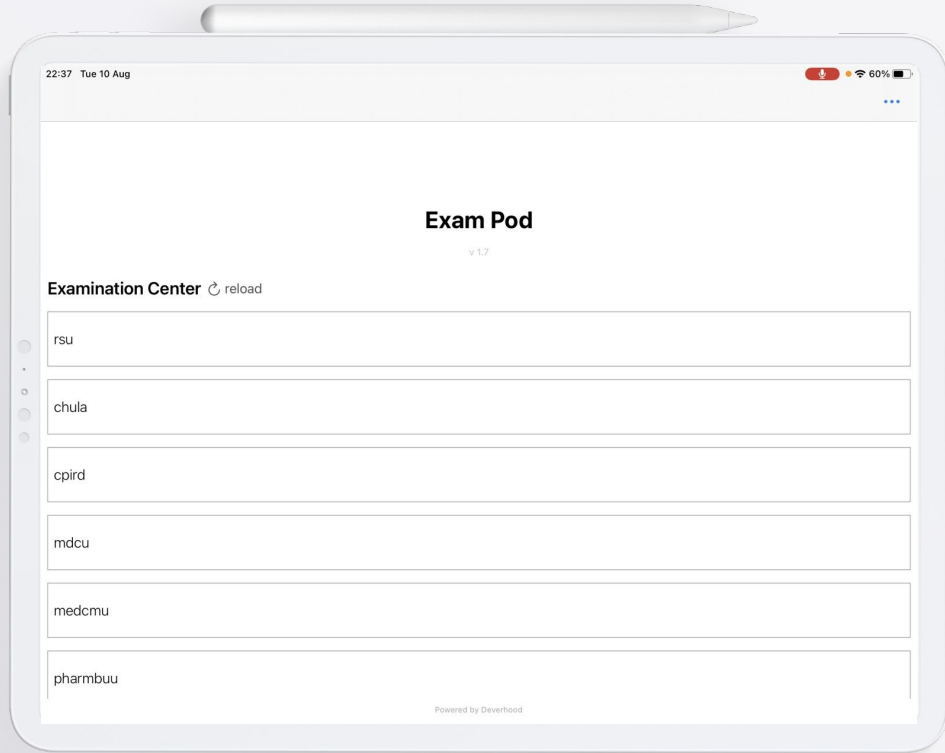 22:37 Tue 10 Aug
60%
Exam Pod
v 1.7
Examination Center reload
rsu
chula
cpird
mdcu
medcmu
pharmbuu
Powered by Deverhood